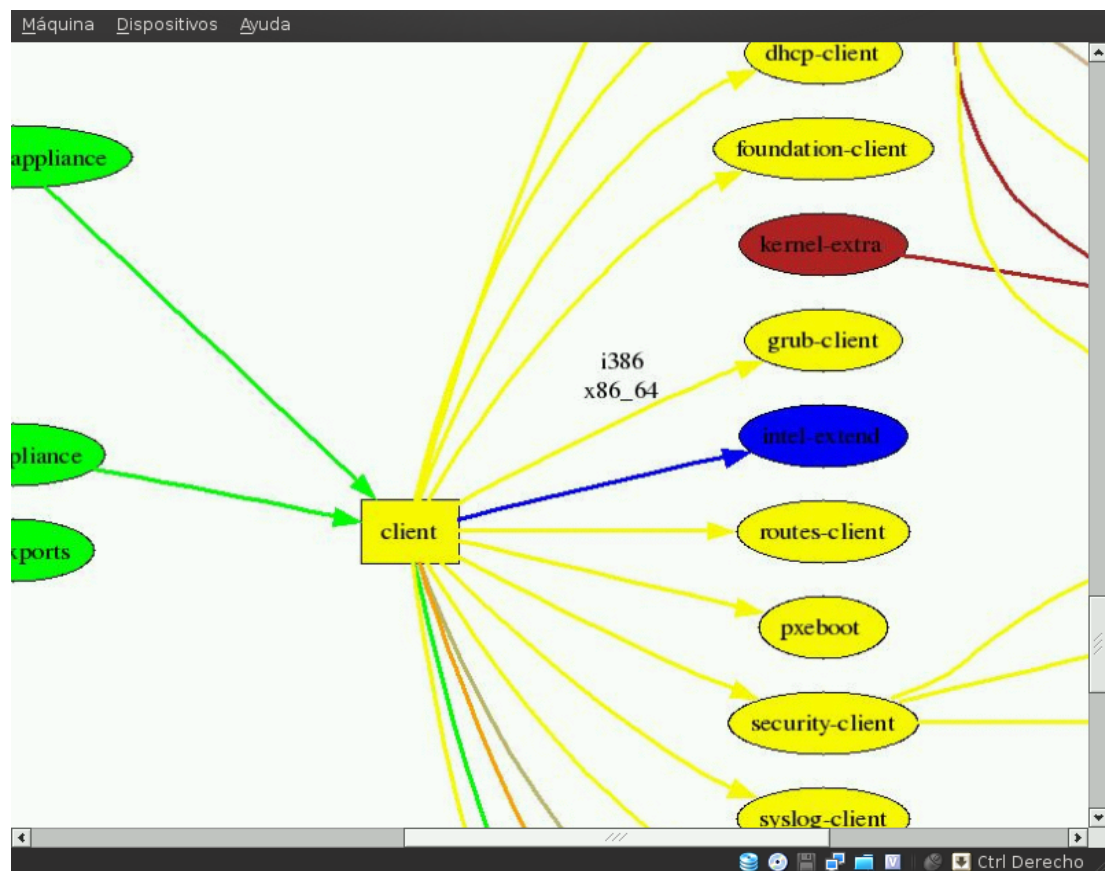 Máquina Dispositivos Ayuda
dhcp-client
appliance
foundation-client
kernel-extra
grub-client
i386
x86_64
intel-extend
pliance
client
routes-client
xports
pxeboot
security-client
syslog-client
V
Ctrl Derecho